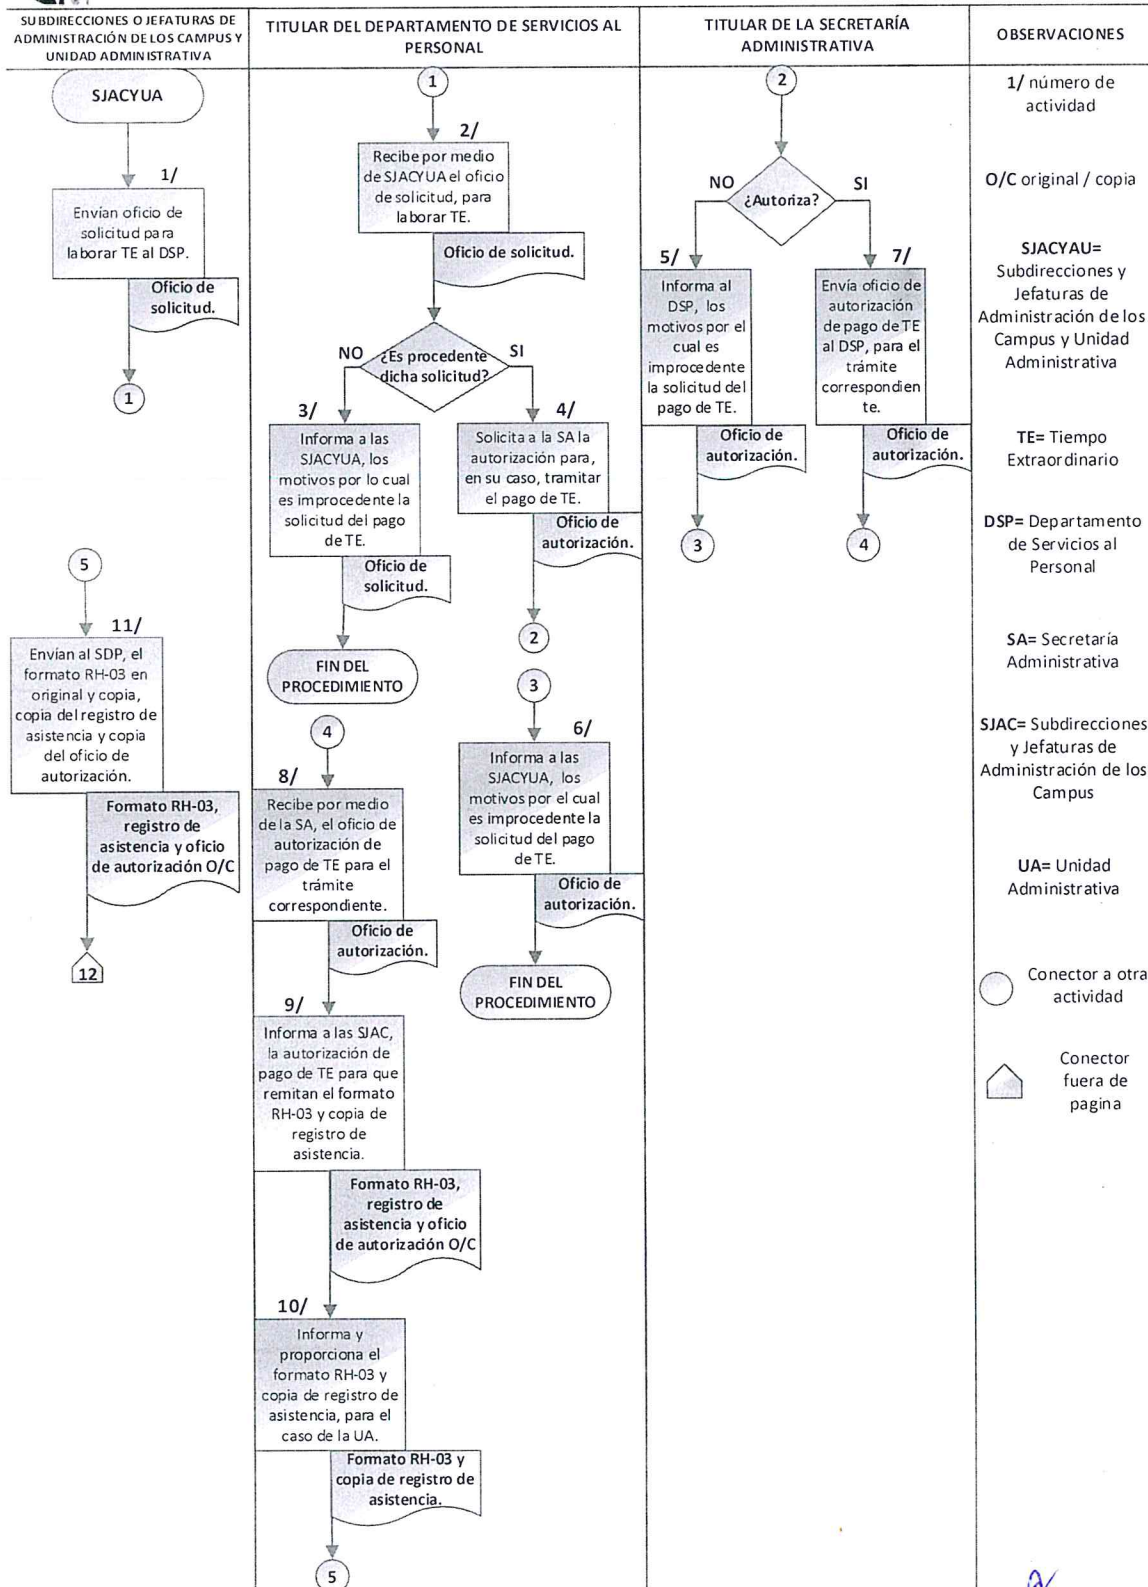 SUBDIRECCIONES O JEFATURAS DE
ADMINISTRACIÓN DE LOS CAMPUS Y
UNIDAD ADMINISTRATIVA
TITULAR DEL DEPARTAMENTO DE SERVICIOS AL
PERSONAL
TITULAR DE LA SECRETARÍA
ADMINISTRATIVA
OBSERVACIONES
SJACYUA
1/
Envían oficio de
solicitud para
laborar TE al DSP.
Oficio de
solicitud.
1
5
11/
Envían al SDP, el
formato RH-03 en
original y copia,
copia del registro de
asistencia y copia
del oficio de
autorización.
Formato RH-03,
registro de
asistencia y oficio
de autorización O/C
12
1
2/
Recibe por medio
de SJACYUA el oficio
de solicitud, para
laborar TE.
Oficio de solicitud.
NO
¿Es procedente
dicha solicitud?
SI
3/
Informa a las
SJACYUA, los
motivos por lo cual
es improcedente la
solicitud del pago
de TE.
Oficio de
solicitud.
FIN DEL
PROCEDIMIENTO
4/
Solicita a la SA la
autorización para,
en su caso, tramitar
el pago de TE.
Oficio de
autorización.
2
3
6/
Informa a las
SJACYUA, los
motivos por el cual
es improcedente la
solicitud del pago
de TE.
Oficio de
autorización.
FIN DEL
PROCEDIMIENTO
4
8/
Recibe por medio
de la SA, el oficio de
autorización de
pago de TE para el
trámite
correspondiente.
Oficio de
autorización.
9/
Informa a las SJAC,
la autorización de
pago de TE para que
remitan el formato
RH-03 y copia de
registro de
asistencia.
Formato RH-03,
registro de
asistencia y oficio
de autorización O/C
10/
Informa y
proporciona el
formato RH-03 y
copia de registro de
asistencia, para el
caso de la UA.
Formato RH-03 y
copia de registro de
asistencia.
5
2
NO
¿Autoriza?
SI
5/
Informa al
DSP, los
motivos por el
cual es
improcedente
la solicitud del
pago de TE.
Oficio de
autorización.
3
7/
Envía oficio de
autorización
de pago de TE
al DSP, para el
trámite
correspondien
te.
Oficio de
autorización.
4
1/ número de
actividad
O/C original / copia
SJACYAU=
Subdirecciones y
Jefaturas de
Administración de los
Campus y Unidad
Administrativa
TE= Tiempo
Extraordinario
DSP= Departamento
de Servicios al
Personal
SA= Secretaría
Administrativa
SJAC= Subdirecciones
y Jefaturas de
Administración de los
Campus
UA= Unidad
Administrativa
Conector a otra
actividad
Conector
fuera de
pagina